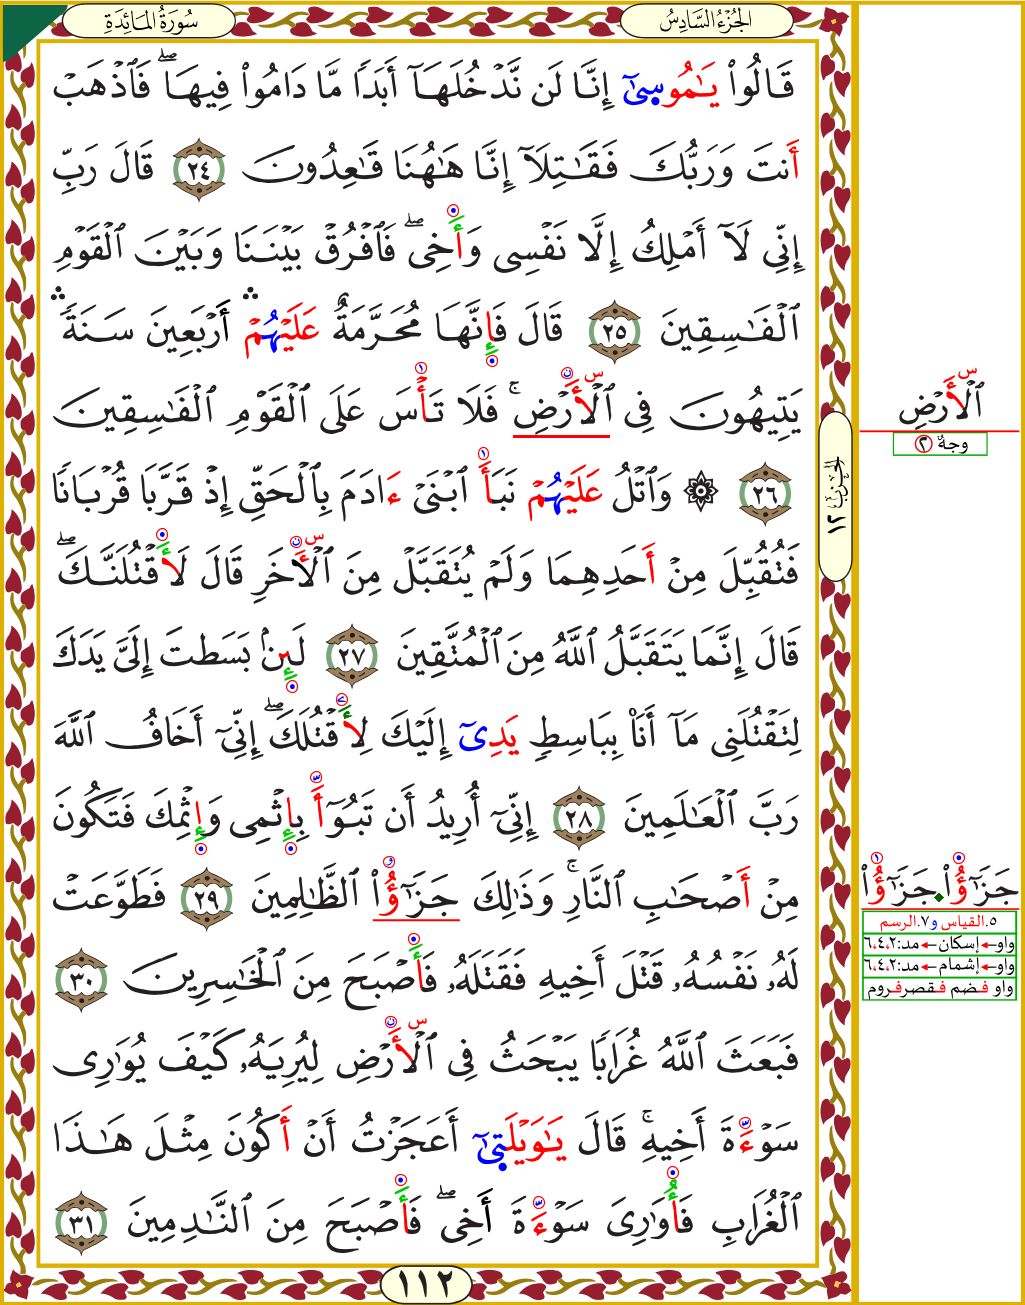 سُورَةُ المَائِدَةِ
الجُزْءُ السَّادِسُ
قَالُوا۟ يَـٰمُوسَىٰٓ إِنَّا لَن نَّدْخُلَهَآ أَبَدًا مَّا دَامُوا۟ فِيهَا ۖ فَٱذْهَبْ
أَنتَ وَرَبُّكَ فَقَـٰتِلَآ إِنَّا هَـٰهُنَا قَـٰعِدُونَ ٢٤ قَالَ رَبِّ
إِنِّى لَآ أَمْلِكُ إِلَّا نَفْسِى وَأَخِى ۖ فَٱفْرُقْ بَيْنَنَا وَبَيْنَ ٱلْقَوْمِ
ٱلْفَـٰسِقِينَ ٢٥ قَالَ فَإِنَّهَا مُحَرَّمَةٌ عَلَيْهُمْ ۛ أَرْبَعِينَ سَنَةً ۛ
يَتِيهُونَ فِى ٱلْأَرْضِ ۚ فَلَا تَأْسَ عَلَى ٱلْقَوْمِ ٱلْفَـٰسِقِينَ
٢٦ ۞ وَٱتْلُ عَلَيْهُمْ نَبَأَ ٱبْنَىْ ءَادَمَ بِٱلْحَقِّ إِذْ قَرَّبَا قُرْبَانًا
فَتُقُبِّلَ مِنْ أَحَدِهِمَا وَلَمْ يُتَقَبَّلْ مِنَ ٱلْأَخَرِ قَالَ لَأَقْتُلَنَّكَ ۖ
قَالَ إِنَّمَا يَتَقَبَّلُ ٱللَّهُ مِنَ ٱلْمُتَّقِينَ ٢٧ لَئِنۢ بَسَطتَ إِلَىَّ يَدَكَ
لِتَقْتُلَنِى مَآ أَنَا۠ بِبَاسِطٍ يَدِىَٓ إِلَيْكَ لِأَقْتُلَكَ ۖ إِنِّىٓ أَخَافُ ٱللَّهَ
رَبَّ ٱلْعَـٰلَمِينَ ٢٨ إِنِّىٓ أُرِيدُ أَن تَبُوٓأَ بِإِثْمِى وَإِثْمِكَ فَتَكُونَ
مِنْ أَصْحَـٰبِ ٱلنَّارِ ۚ وَذَٰلِكَ جَزَٰٓؤُا۟ ٱلظَّـٰلِمِينَ ٢٩ فَطَوَّعَتْ
لَهُۥ نَفْسُهُۥ قَتْلَ أَخِيهِ فَقَتَلَهُۥ فَأَصْبَحَ مِنَ ٱلْخَـٰسِرِينَ ٣٠
فَبَعَثَ ٱللَّهُ غُرَابًا يَبْحَثُ فِى ٱلْأَرْضِ لِيُرِيَهُۥ كَيْفَ يُوَٰرِى
سَوْءَةَ أَخِيهِ ۚ قَالَ يَـٰوَيْلَتَىٰٓ أَعَجَزْتُ أَنْ أَكُونَ مِثْلَ هَـٰذَا
ٱلْغُرَابِ فَأُوَٰرِىَ سَوْءَةَ أَخِى ۖ فَأَصْبَحَ مِنَ ٱلنَّـٰدِمِينَ ٣١
١١٢
الحزب ١٢
ٱلْأَرْضِ
وجهٌ ٢
جَزَٰٓؤُا۟ جَزَٰٓؤُا۟
٥.القياس و٧.الرسم
واو←إسكان←مد:٦،٤،٢
واو←إشمام←مد:٦،٤،٢
واو فضم فقصرفروم